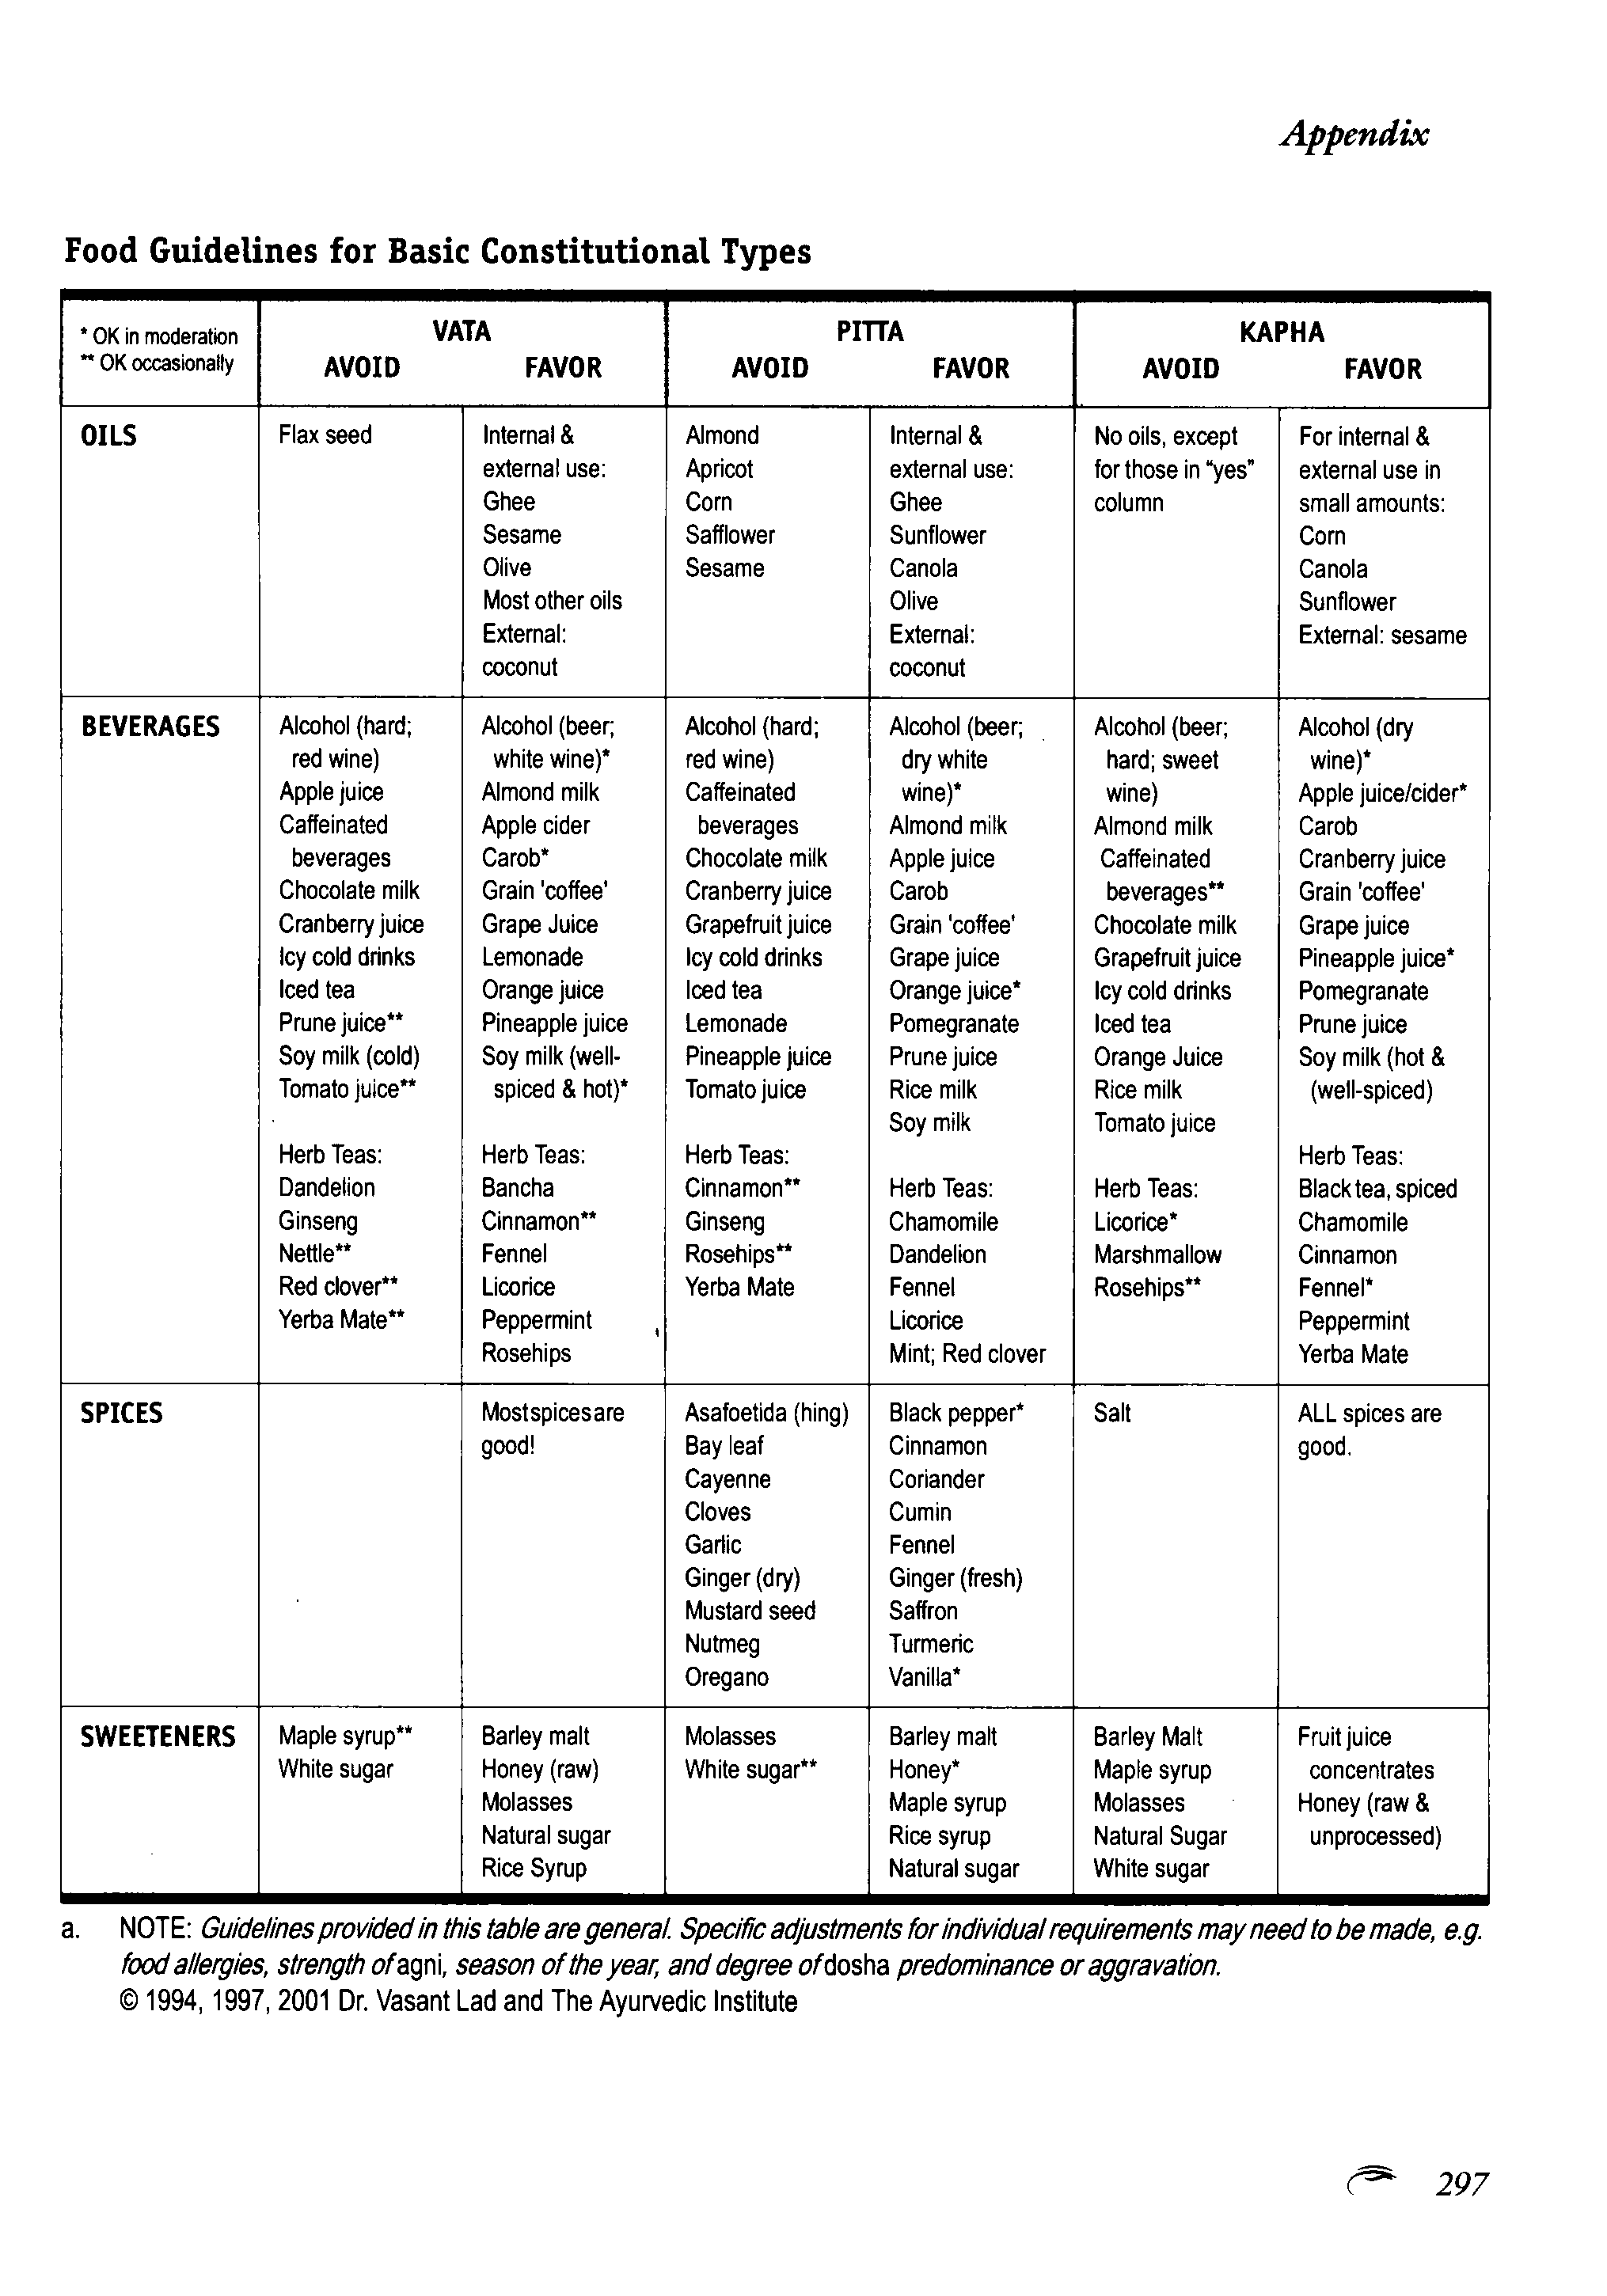 Appendix
Food Guidelines for Basic Constitutional Types
* OK in moderation
** OK occasionally
VATA
AVOID FAVOR
PITTA
AVOID FAVOR
KAPHA
AVOID FAVOR
OILS
Flax seed
Internal &
external use:
Ghee
Sesame
Olive
Most other oils
External:
coconut
Almond
Apricot
Corn
Safflower
Sesame
Internal &
external use:
Ghee
Sunflower
Canola
Olive
External:
coconut
No oils, except
for those in “yes”
column
For internal &
external use in
small amounts:
Corn
Canola
Sunflower
External: sesame
BEVERAGES
Alcohol (hard;
red wine)
Apple juice
Caffeinated
beverages
Chocolate milk
Cranberry juice
Icy cold drinks
Iced tea
Prune juice**
Soy milk (cold)
Tomato juice**
Herb Teas:
Dandelion
Ginseng
Nettle**
Red clover**
Yerba Mate**
Alcohol (beer;
white wine)*
Almond milk
Apple cider
Carob*
Grain 'coffee'
Grape Juice
Lemonade
Orange juice
Pineapple juice
Soy milk (well-
spiced & hot)*
Herb Teas:
Bancha
Cinnamon**
Fennel
Licorice
Peppermint
Rosehips
Alcohol (hard;
red wine)
Caffeinated
beverages
Chocolate milk
Cranberry juice
Grapefruit juice
Icy cold drinks
Iced tea
Lemonade
Pineapple juice
Tomato juice
Herb Teas:
Cinnamon**
Ginseng
Rosehips**
Yerba Mate
Alcohol (beer;
dry white
wine)*
Almond milk
Apple juice
Carob
Grain 'coffee'
Grape juice
Orange juice*
Pomegranate
Prune juice
Rice milk
Soy milk
Herb Teas:
Chamomile
Dandelion
Fennel
Licorice
Mint; Red clover
Alcohol (beer;
hard; sweet
wine)
Almond milk
Caffeinated
beverages**
Chocolate milk
Grapefruit juice
Icy cold drinks
Iced tea
Orange Juice
Rice milk
Tomato juice
Herb Teas:
Licorice*
Marshmallow
Rosehips**
Alcohol (dry
wine)*
Apple juice/cider*
Carob
Cranberry juice
Grain 'coffee'
Grape juice
Pineapple juice*
Pomegranate
Prune juice
Soy milk (hot &
(well-spiced)
Herb Teas:
Black tea, spiced
Chamomile
Cinnamon
Fennel*
Peppermint
Yerba Mate
SPICES
Most spices are
good!
Asafoetida (hing)
Bay leaf
Cayenne
Cloves
Garlic
Ginger (dry)
Mustard seed
Nutmeg
Oregano
Black pepper*
Cinnamon
Coriander
Cumin
Fennel
Ginger (fresh)
Saffron
Turmeric
Vanilla*
Salt
ALL spices are
good.
SWEETENERS
Maple syrup**
White sugar
Barley malt
Honey (raw)
Molasses
Natural sugar
Rice Syrup
Molasses
White sugar**
Barley malt
Honey*
Maple syrup
Rice syrup
Natural sugar
Barley Malt
Maple syrup
Molasses
Natural Sugar
White sugar
Fruit juice
concentrates
Honey (raw &
unprocessed)
a. NOTE: Guidelines provided in this table are general. Specific adjustments for individual requirements may need to be made, e.g.
food allergies, strength of agni, season of the year, and degree of dosha predominance or aggravation.
© 1994, 1997, 2001 Dr. Vasant Lad and The Ayurvedic Institute
297